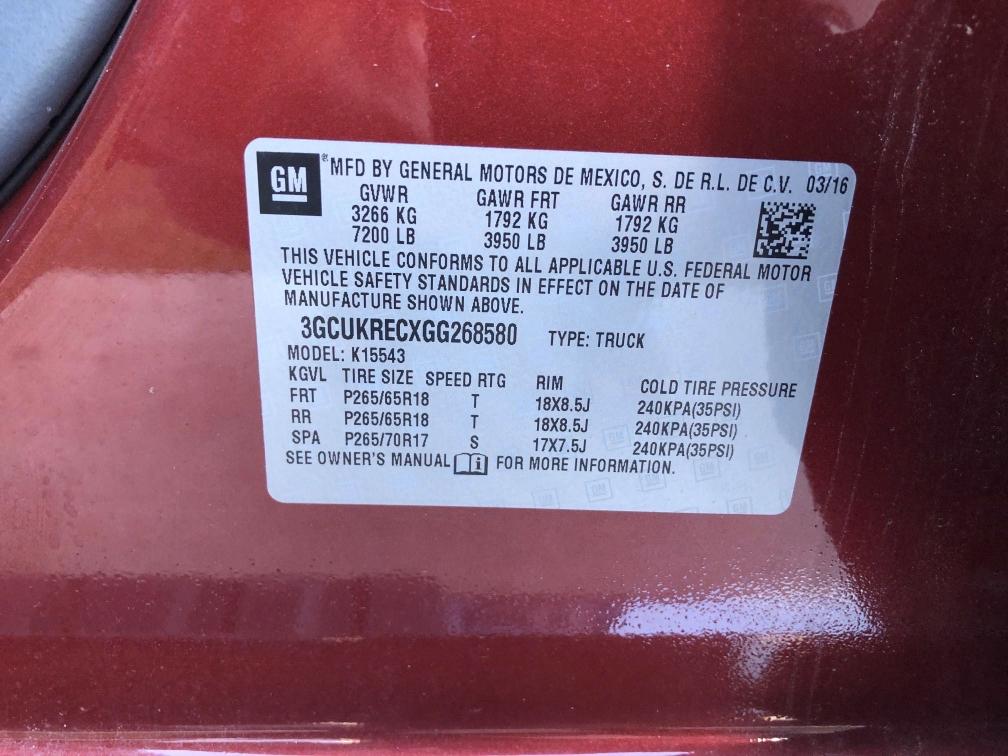 GM ® MFD BY GENERAL MOTORS DE MEXICO, S. DE R.L. DE C.V. 03/16
GVWR GAWR FRT GAWR RR
3266 KG 1792 KG 1792 KG
7200 LB 3950 LB 3950 LB
THIS VEHICLE CONFORMS TO ALL APPLICABLE U.S. FEDERAL MOTOR
VEHICLE SAFETY STANDARDS IN EFFECT ON THE DATE OF
MANUFACTURE SHOWN ABOVE.
3GCUKRECXGG268580 TYPE: TRUCK
MODEL: K15543
KGVL TIRE SIZE SPEED RTG RIM COLD TIRE PRESSURE
FRT P265/65R18 T 18X8.5J 240KPA(35PSI)
RR P265/65R18 T 18X8.5J 240KPA(35PSI)
SPA P265/70R17 S 17X7.5J 240KPA(35PSI)
SEE OWNER'S MANUAL i FOR MORE INFORMATION.